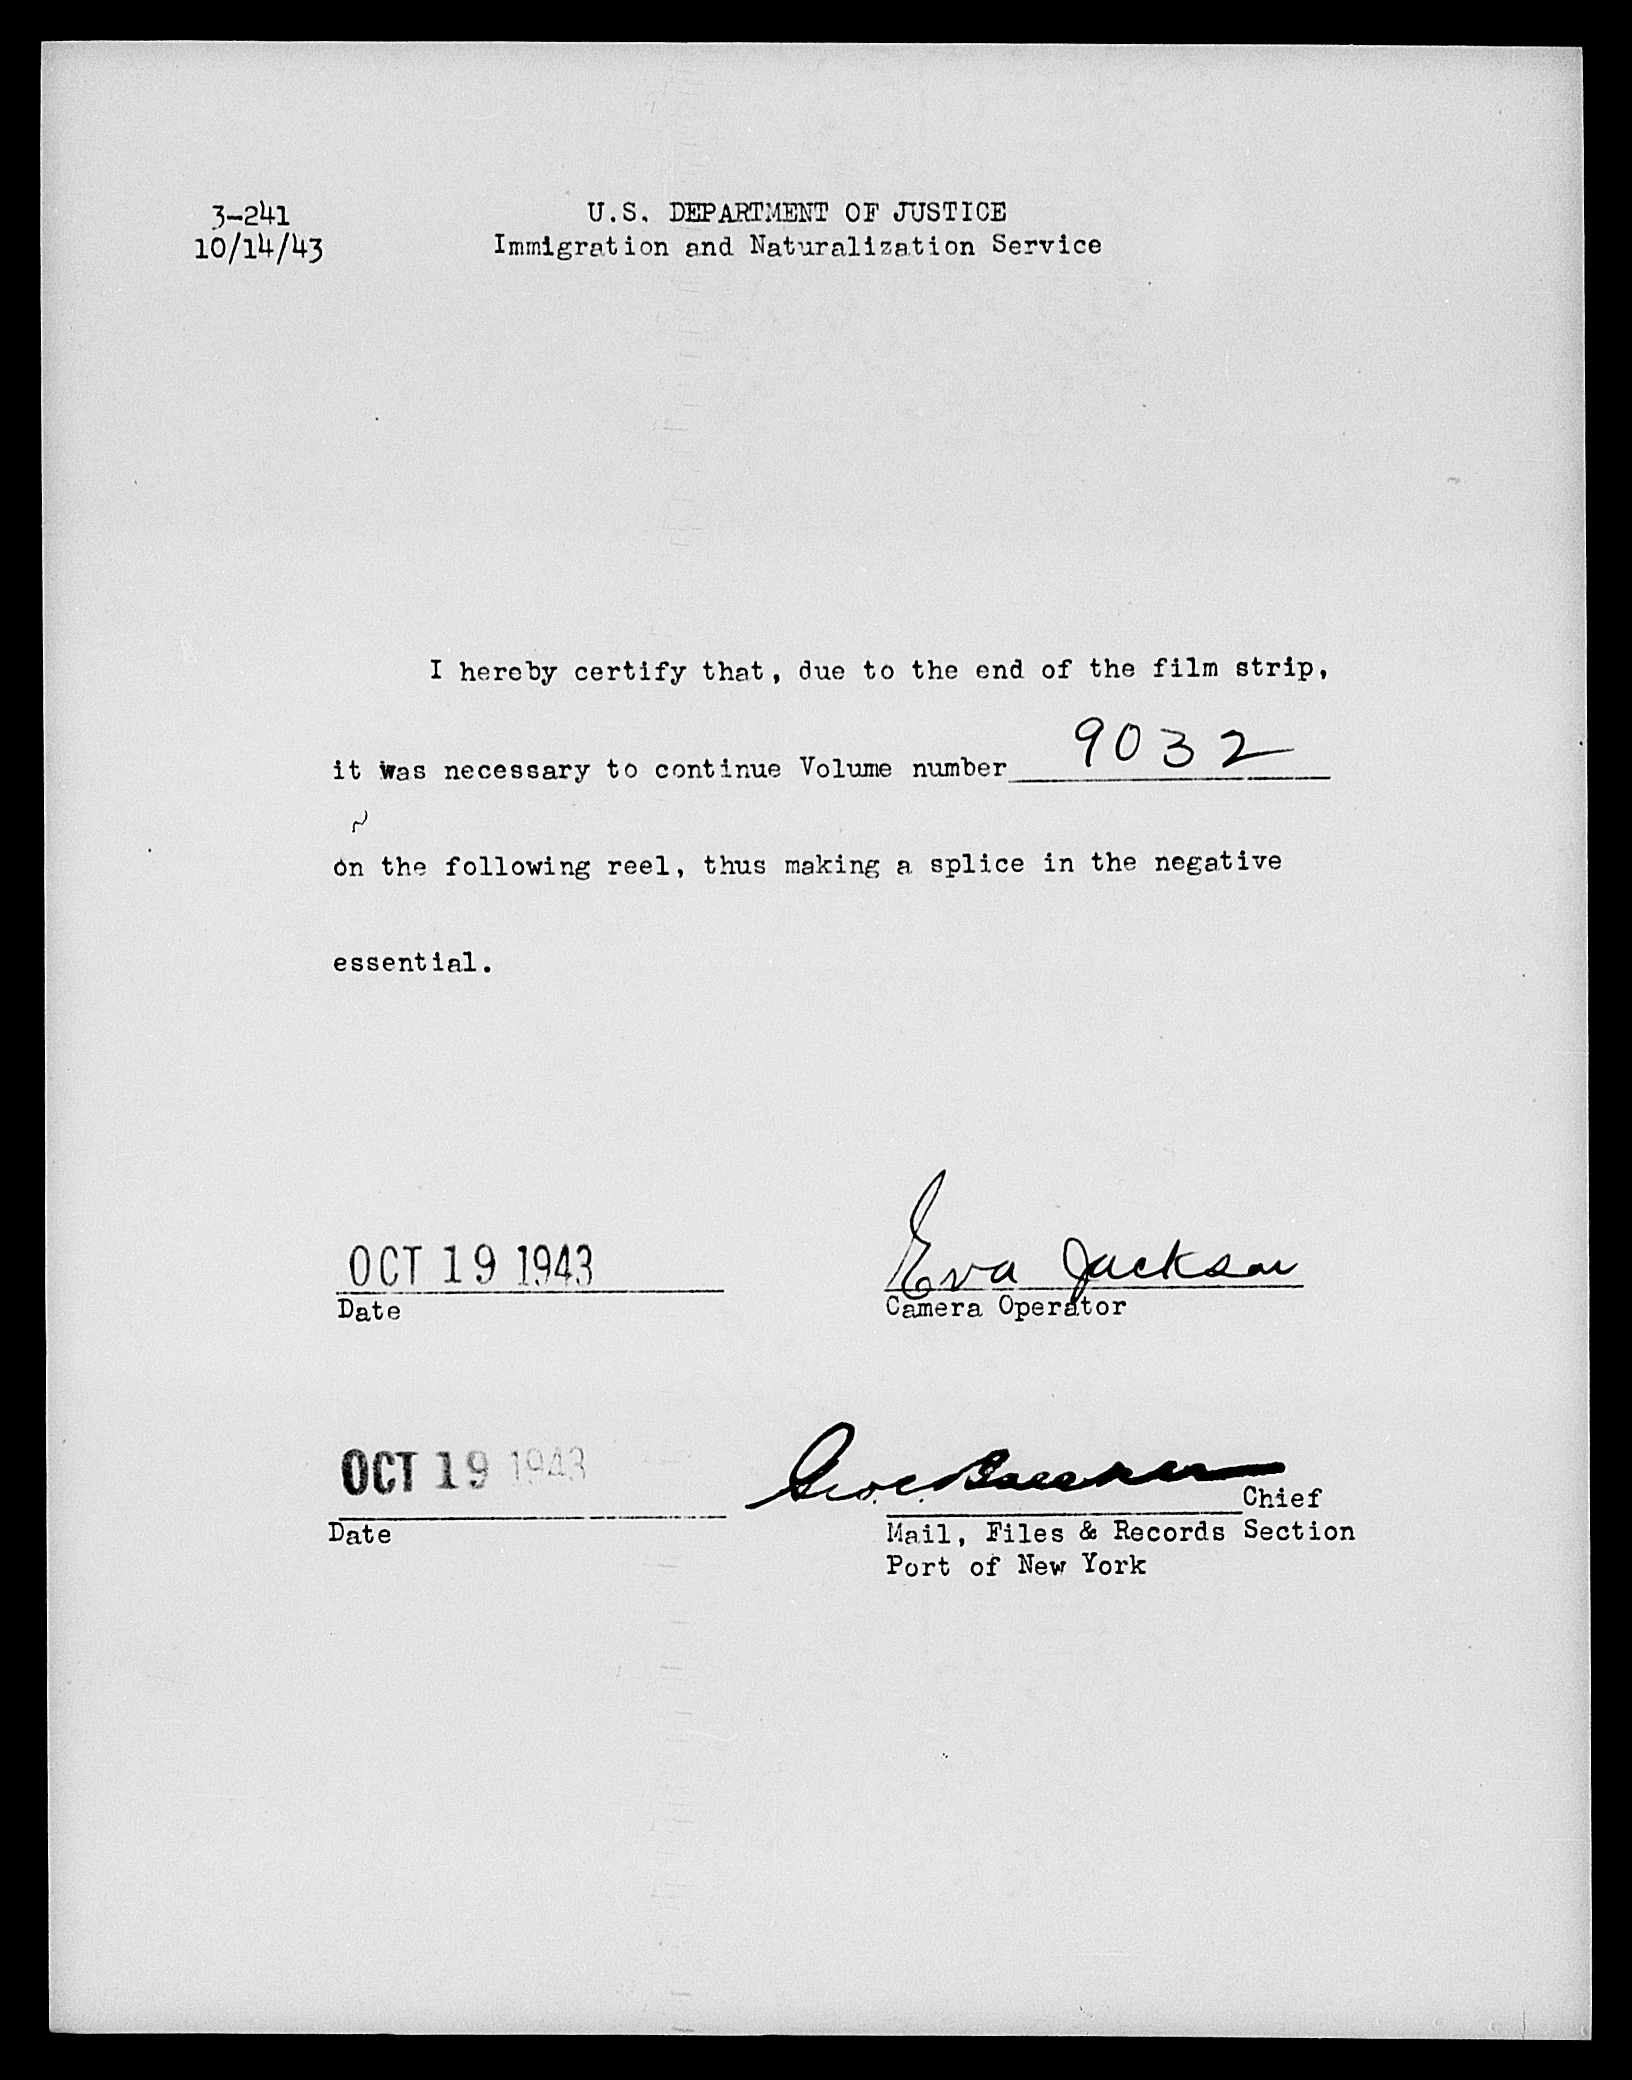 3-241
10/14/43
U.S. DEPARTMENT OF JUSTICE
Immigration and Naturalization Service
I hereby certify that, due to the end of the film strip,
it was necessary to continue Volume number 9032
on the following reel, thus making a splice in the negative
essential.
OCT 19 1943
Date
Eva Jackson
Camera Operator
OCT 19 1943
Date
Chief
Mail, Files & Records Section
Port of New York